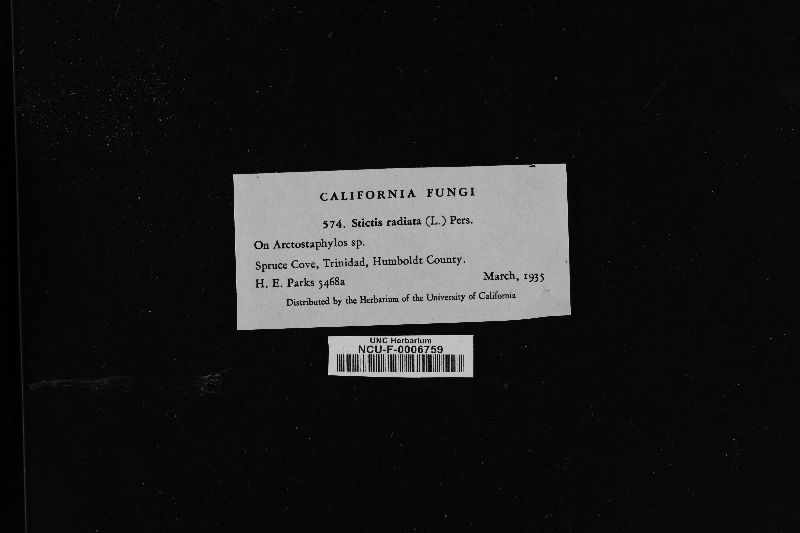 CALIFORNIA FUNGI
574. Stictis radiata (L.) Pers.
On Arctostaphylos sp.
Spruce Cove, Trinidad, Humboldt County.
H. E. Parks 5468a March, 1935
Distributed by the Herbarium of the University of California
UNC Herbarium
NCU-F-0006759